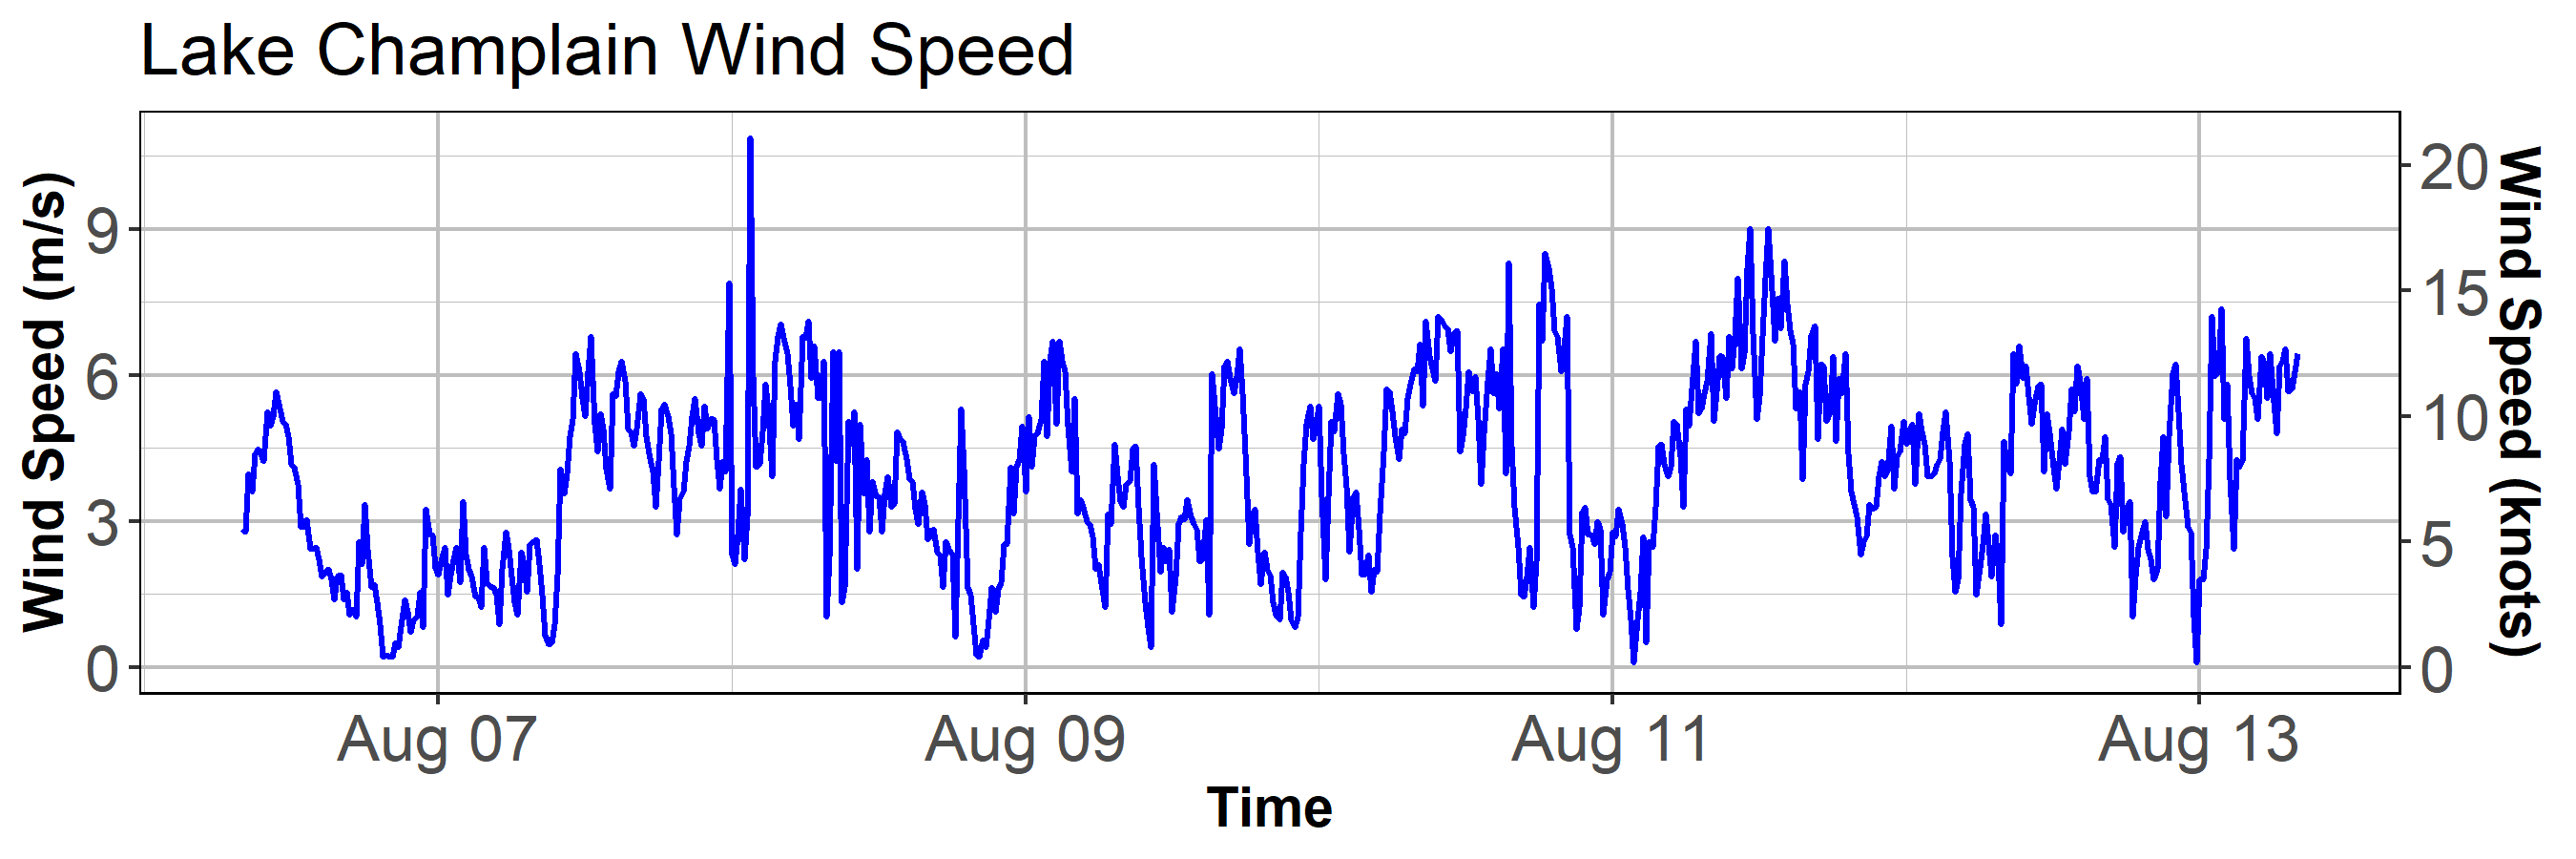 Lake Champlain Wind Speed
Wind Speed (m/s)
9
6
3
0
20
15
10
5
0
Wind Speed (knots)
Aug 07
Aug 09
Aug 11
Aug 13
Time